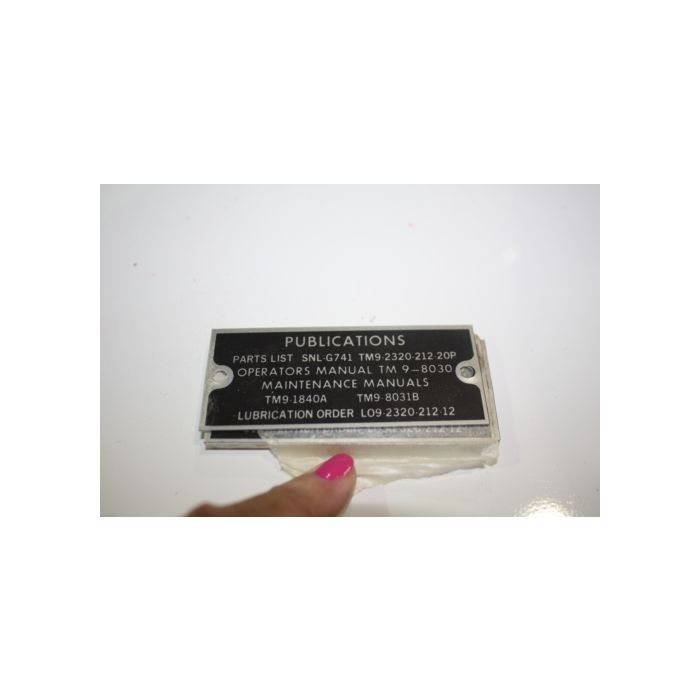 PUBLICATIONS
PARTS LIST SNL-G741 TM9-2320-212-20P
OPERATORS MANUAL TM 9-8030
MAINTENANCE MANUALS
TM9-1840A TM9-8031B
LUBRICATION ORDER LO9-2320-212-12